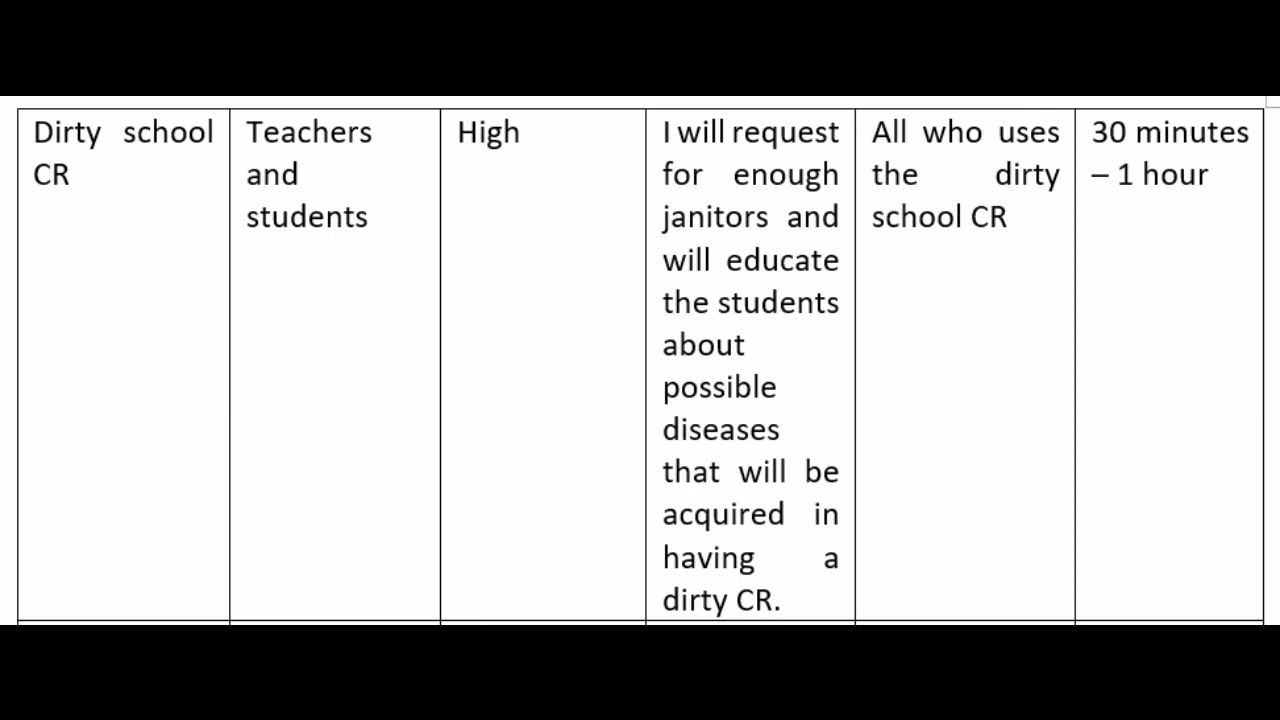 Dirty school
CR
Teachers
and
students
High
I will request
for enough
janitors and
will educate
the students
about
possible
diseases
that will be
acquired in
having a
dirty CR.
All who uses
the dirty
school CR
30 minutes
– 1 hour